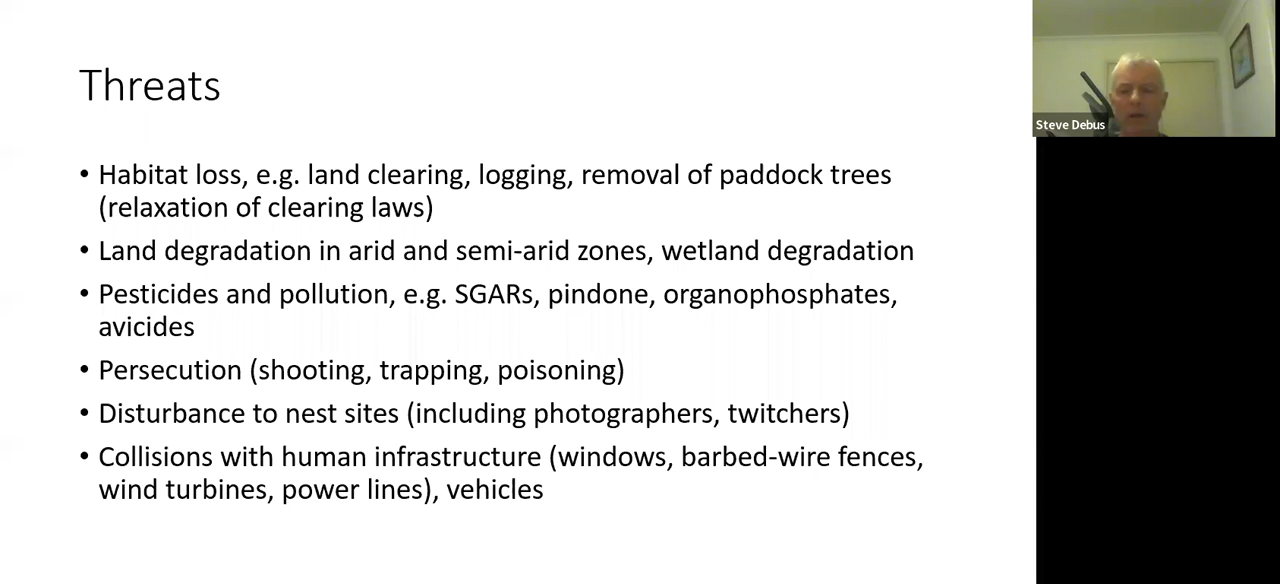 Threats
• Habitat loss, e.g. land clearing, logging, removal of paddock trees
(relaxation of clearing laws)
• Land degradation in arid and semi-arid zones, wetland degradation
• Pesticides and pollution, e.g. SGARs, pindone, organophosphates,
avicides
• Persecution (shooting, trapping, poisoning)
• Disturbance to nest sites (including photographers, twitchers)
• Collisions with human infrastructure (windows, barbed-wire fences,
wind turbines, power lines), vehicles
Steve Debus